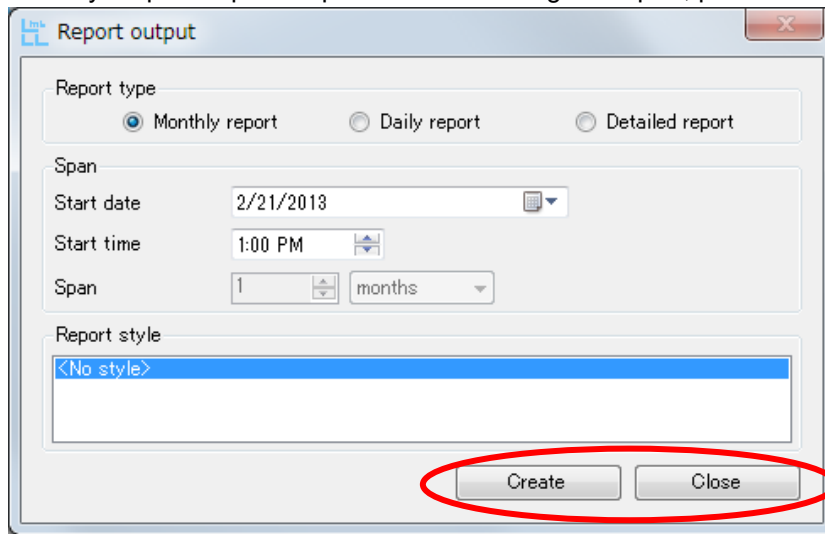 Report output
Report type
Monthly report Daily report Detailed report
Span
Start date 2/21/2013
Start time 1:00 PM
Span 1 months
Report style
<No style>
Create Close